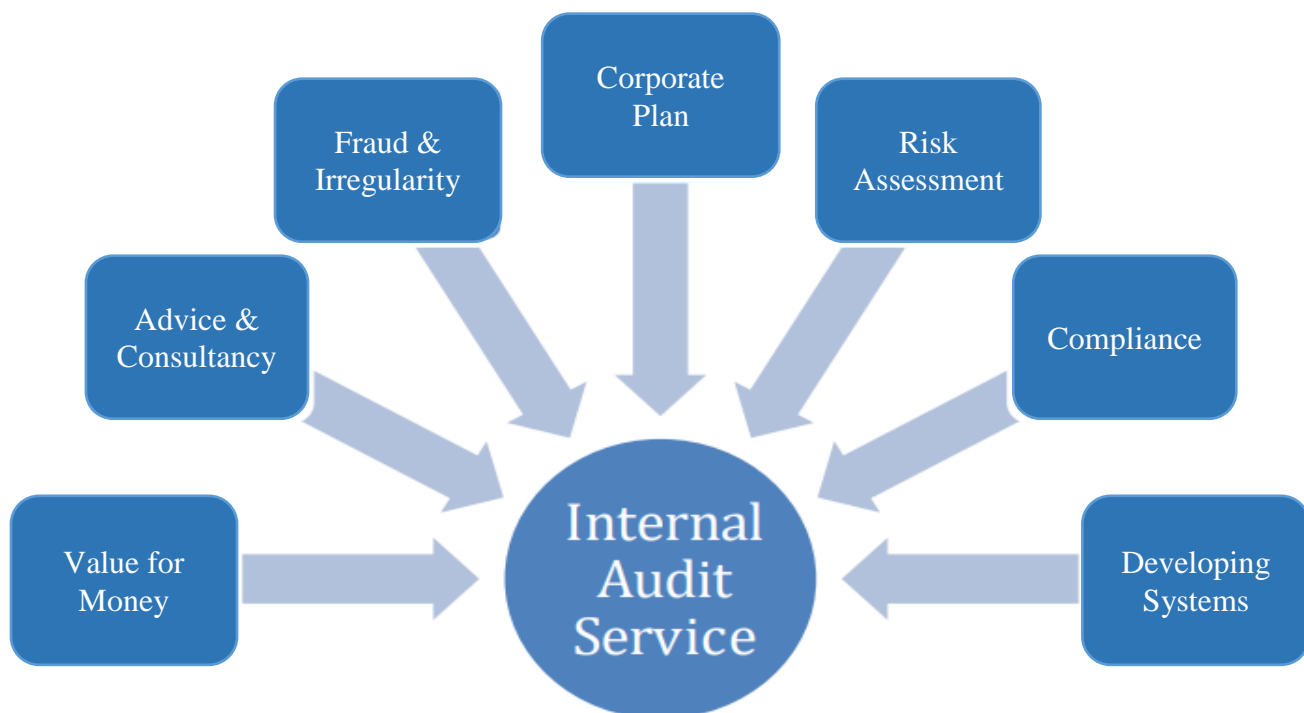 Corporate
Plan
Fraud &
Irregularity
Risk
Assessment
Advice &
Consultancy
Compliance
Value for
Money
Internal
Audit
Service
Developing
Systems